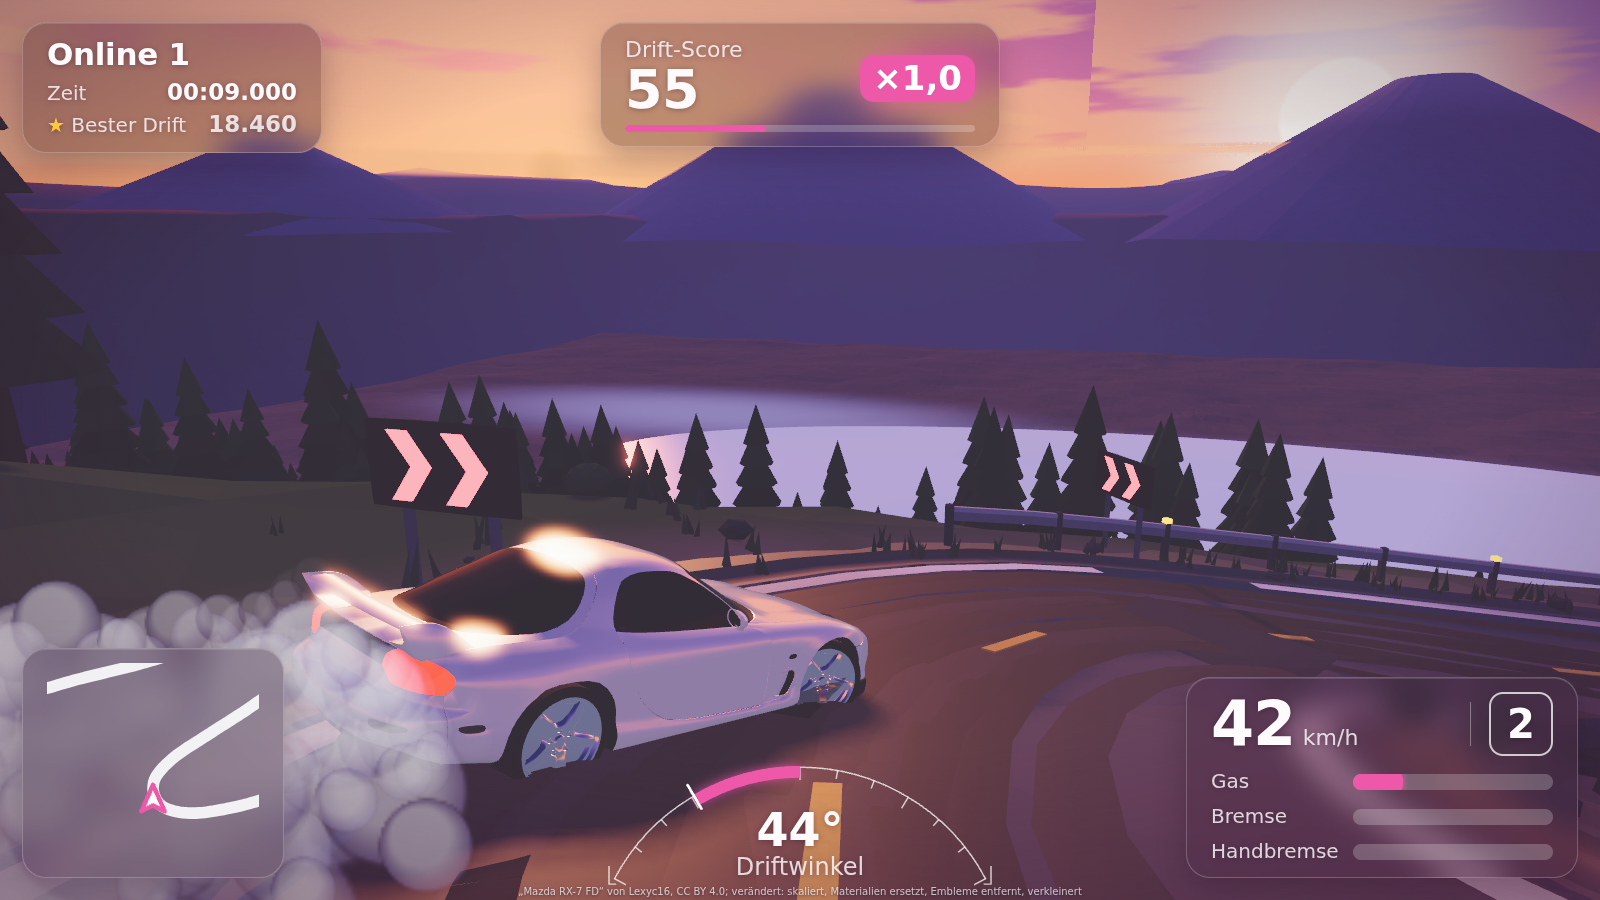 Online 1
Zeit 00:09.000
★ Bester Drift 18.460
Drift-Score
55 ×1,0
42 km/h 2
Gas
Bremse
Handbremse
44°
Driftwinkel
„Mazda RX-7 FD“ von Lexyc16, CC BY 4.0; verändert: skaliert, Materialien ersetzt, Embleme entfernt, verkleinert